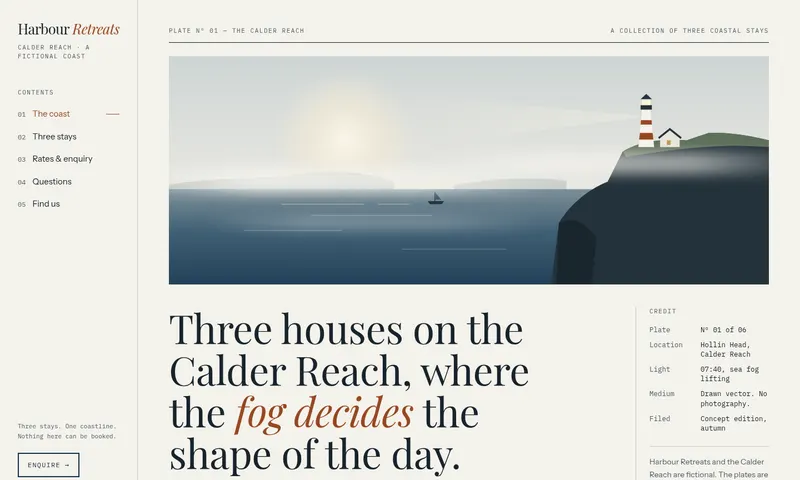 Harbour Retreats
CALDER REACH · A
FICTIONAL COAST
CONTENTS
01 The coast
02 Three stays
03 Rates & enquiry
04 Questions
05 Find us
Three stays. One coastline.
Nothing here can be booked.
ENQUIRE →
PLATE Nº 01 — THE CALDER REACH
A COLLECTION OF THREE COASTAL STAYS
Three houses on the
Calder Reach, where
the fog decides the
shape of the day.
CREDIT
Plate Nº 01 of 06
Location Hollin Head,
Calder Reach
Light 07:40, sea fog
lifting
Medium Drawn vector. No
photography.
Filed Concept edition,
autumn
Harbour Retreats and the Calder
Reach are fictional. The plates are